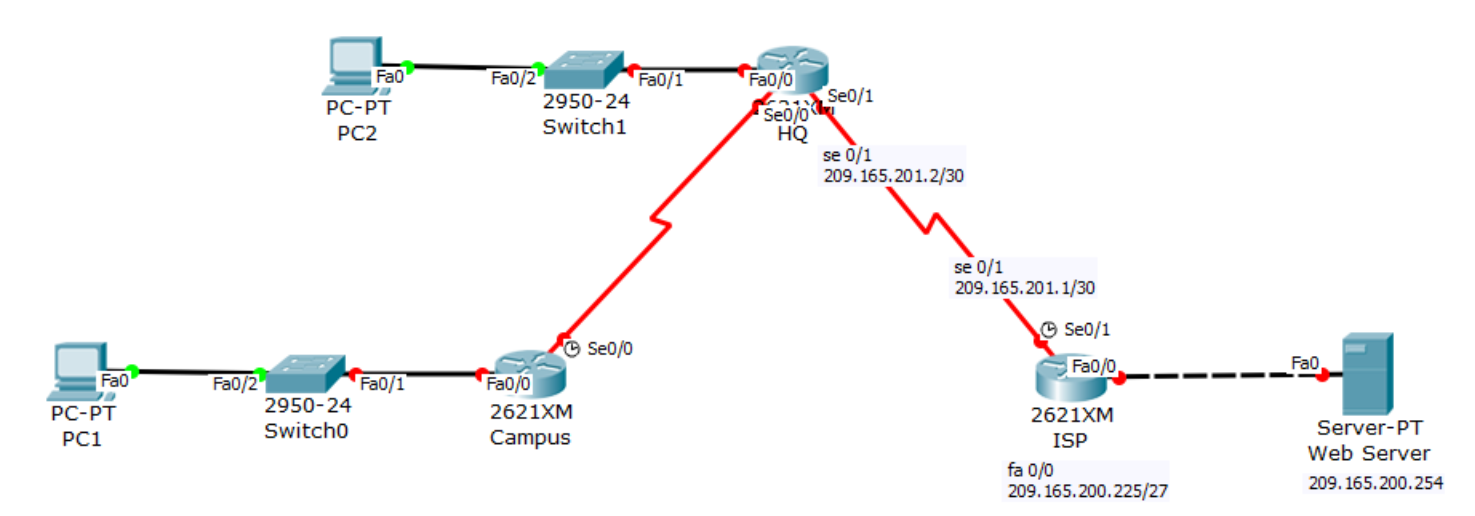 Fa0
Fa0/2
Fa0/1
Fa0/0
PC-PT
PC2
2950-24
Switch1
Se0/1
Se0/0
HQ
se 0/1
209.165.201.2/30
se 0/1
209.165.201.1/30
Se0/1
Se0/0
Fa0
Fa0/2
Fa0/1
Fa0/0
PC-PT
PC1
2950-24
Switch0
2621XM
Campus
Fa0/0
Fa0
2621XM
ISP
Server-PT
Web Server
fa 0/0
209.165.200.225/27
209.165.200.254